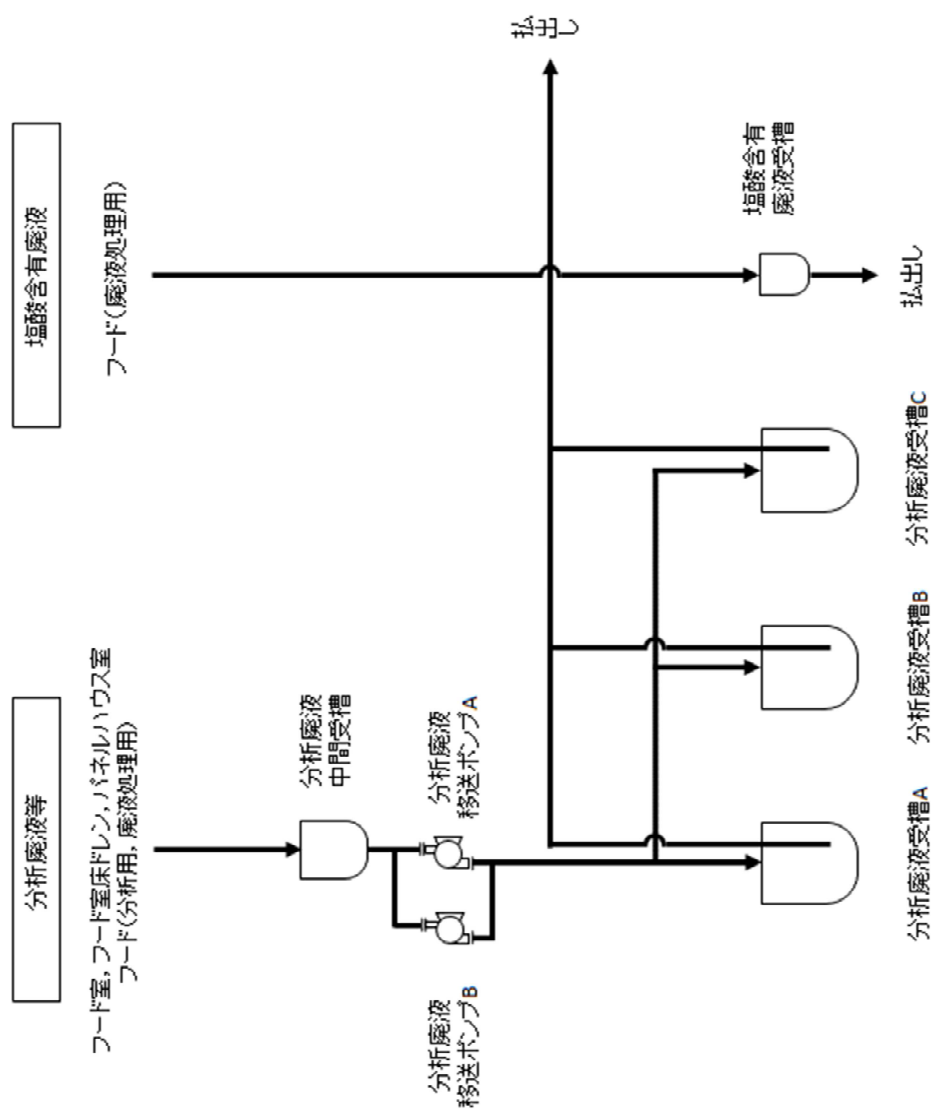 分析廃液等
塩酸含有廃液
フード室，フード室床ドレン，パネルハウス室
フード（分析用，廃液処理用）
フード（廃液処理用）
分析廃液
中間受槽
分析廃液
移送ポンプB
分析廃液
移送ポンプA
払出し
塩酸含有
廃液受槽
分析廃液受槽A
分析廃液受槽B
分析廃液受槽C
払出し